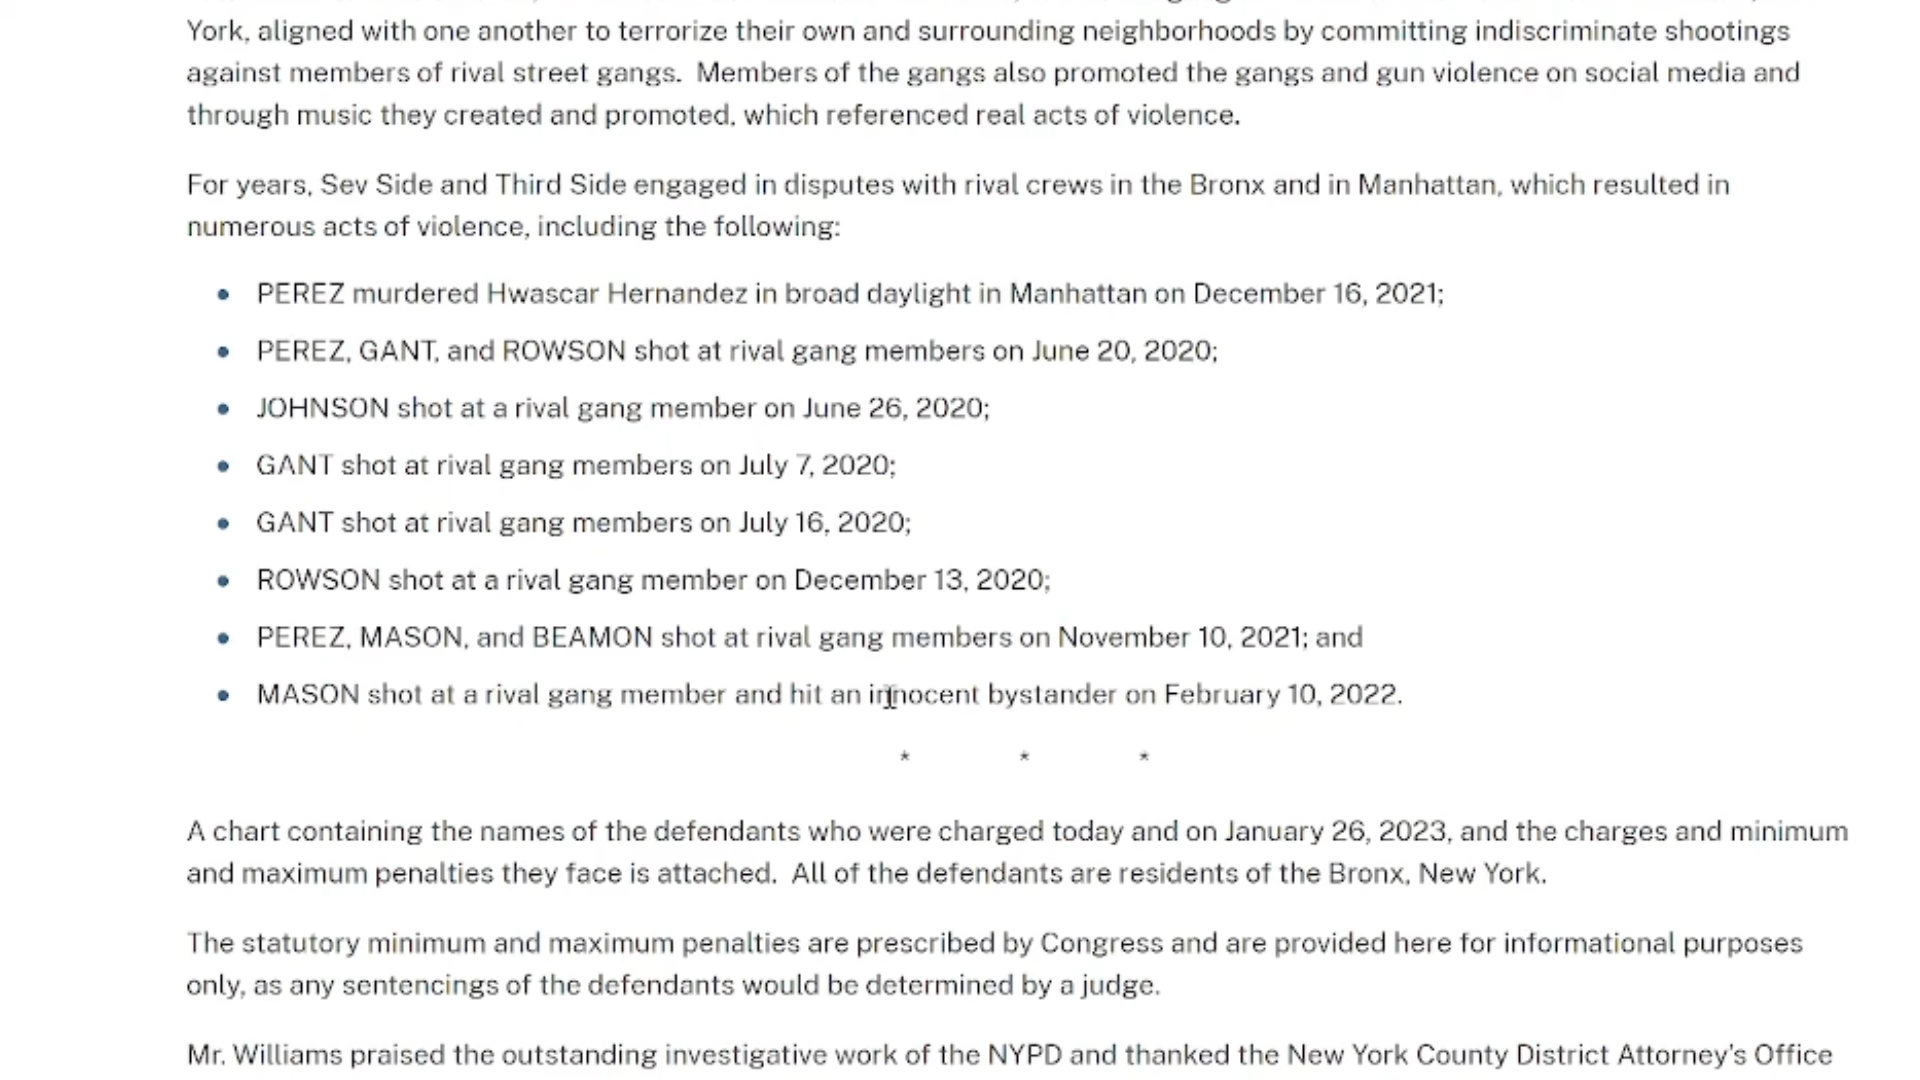 York, aligned with one another to terrorize their own and surrounding neighborhoods by committing indiscriminate shootings
against members of rival street gangs.  Members of the gangs also promoted the gangs and gun violence on social media and
through music they created and promoted, which referenced real acts of violence.
For years, Sev Side and Third Side engaged in disputes with rival crews in the Bronx and in Manhattan, which resulted in
numerous acts of violence, including the following:
• PEREZ murdered Hwascar Hernandez in broad daylight in Manhattan on December 16, 2021;
• PEREZ, GANT, and ROWSON shot at rival gang members on June 20, 2020;
• JOHNSON shot at a rival gang member on June 26, 2020;
• GANT shot at rival gang members on July 7, 2020;
• GANT shot at rival gang members on July 16, 2020;
• ROWSON shot at a rival gang member on December 13, 2020;
• PEREZ, MASON, and BEAMON shot at rival gang members on November 10, 2021; and
• MASON shot at a rival gang member and hit an innocent bystander on February 10, 2022.
* * *
A chart containing the names of the defendants who were charged today and on January 26, 2023, and the charges and minimum
and maximum penalties they face is attached.  All of the defendants are residents of the Bronx, New York.
The statutory minimum and maximum penalties are prescribed by Congress and are provided here for informational purposes
only, as any sentencings of the defendants would be determined by a judge.
Mr. Williams praised the outstanding investigative work of the NYPD and thanked the New York County District Attorney's Office